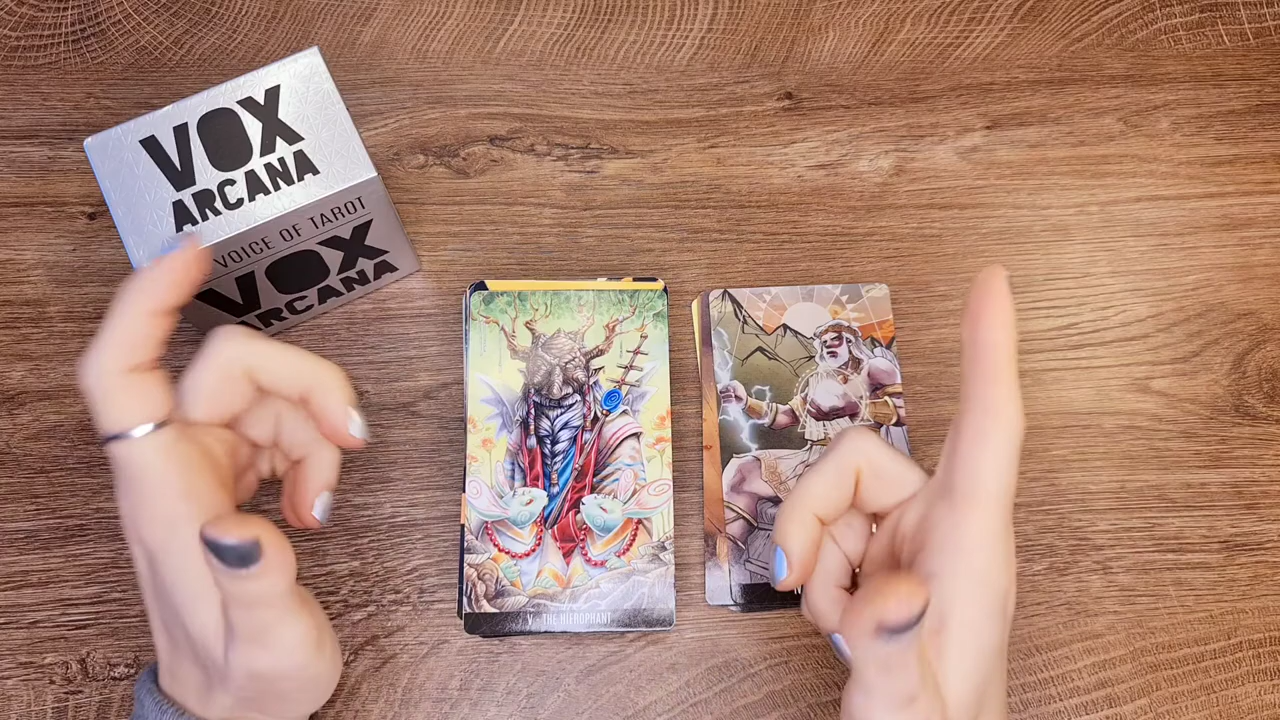 VOX
ARCANA
VOICE OF TAROT
VOX
ARCANA
V - THE HIEROPHANT